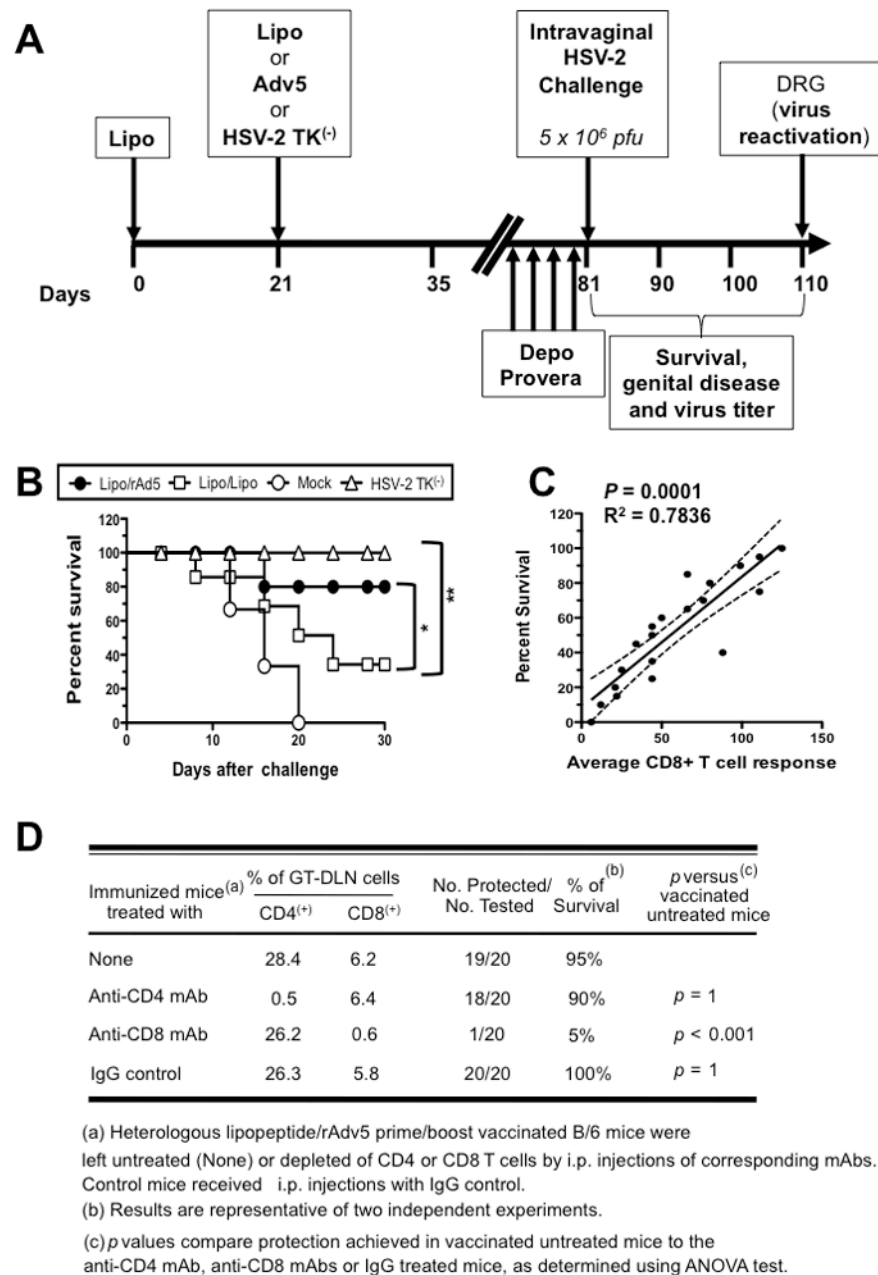 A
Lipo
Lipo
or
Adv5
or
HSV-2 TK(-)
Intravaginal
HSV-2
Challenge
5 x 10⁶ pfu
DRG
(virus
reactivation)
Days
0
21
35
81
90
100
110
Depo
Provera
Survival,
genital disease
and virus titer
B
Lipo/rAd5 Lipo/Lipo Mock HSV-2 TK(-)
Percent survival
120
100
80
60
40
20
0
0 10 20 30
Days after challenge
*
**
C
P = 0.0001
R² = 0.7836
Percent Survival
120
100
80
60
40
20
0
0 50 100 150
Average CD8+ T cell response
D
Immunized mice(a) treated with
% of GT-DLN cells
CD4(+) CD8(+)
No. Protected/
No. Tested
% of (b)
Survival
p versus(c)
vaccinated
untreated mice
None 28.4 6.2 19/20 95%
Anti-CD4 mAb 0.5 6.4 18/20 90% p = 1
Anti-CD8 mAb 26.2 0.6 1/20 5% p < 0.001
IgG control 26.3 5.8 20/20 100% p = 1
(a) Heterologous lipopeptide/rAdv5 prime/boost vaccinated B/6 mice were
left untreated (None) or depleted of CD4 or CD8 T cells by i.p. injections of corresponding mAbs.
Control mice received i.p. injections with IgG control.
(b) Results are representative of two independent experiments.
(c) p values compare protection achieved in vaccinated untreated mice to the
anti-CD4 mAb, anti-CD8 mAbs or IgG treated mice, as determined using ANOVA test.